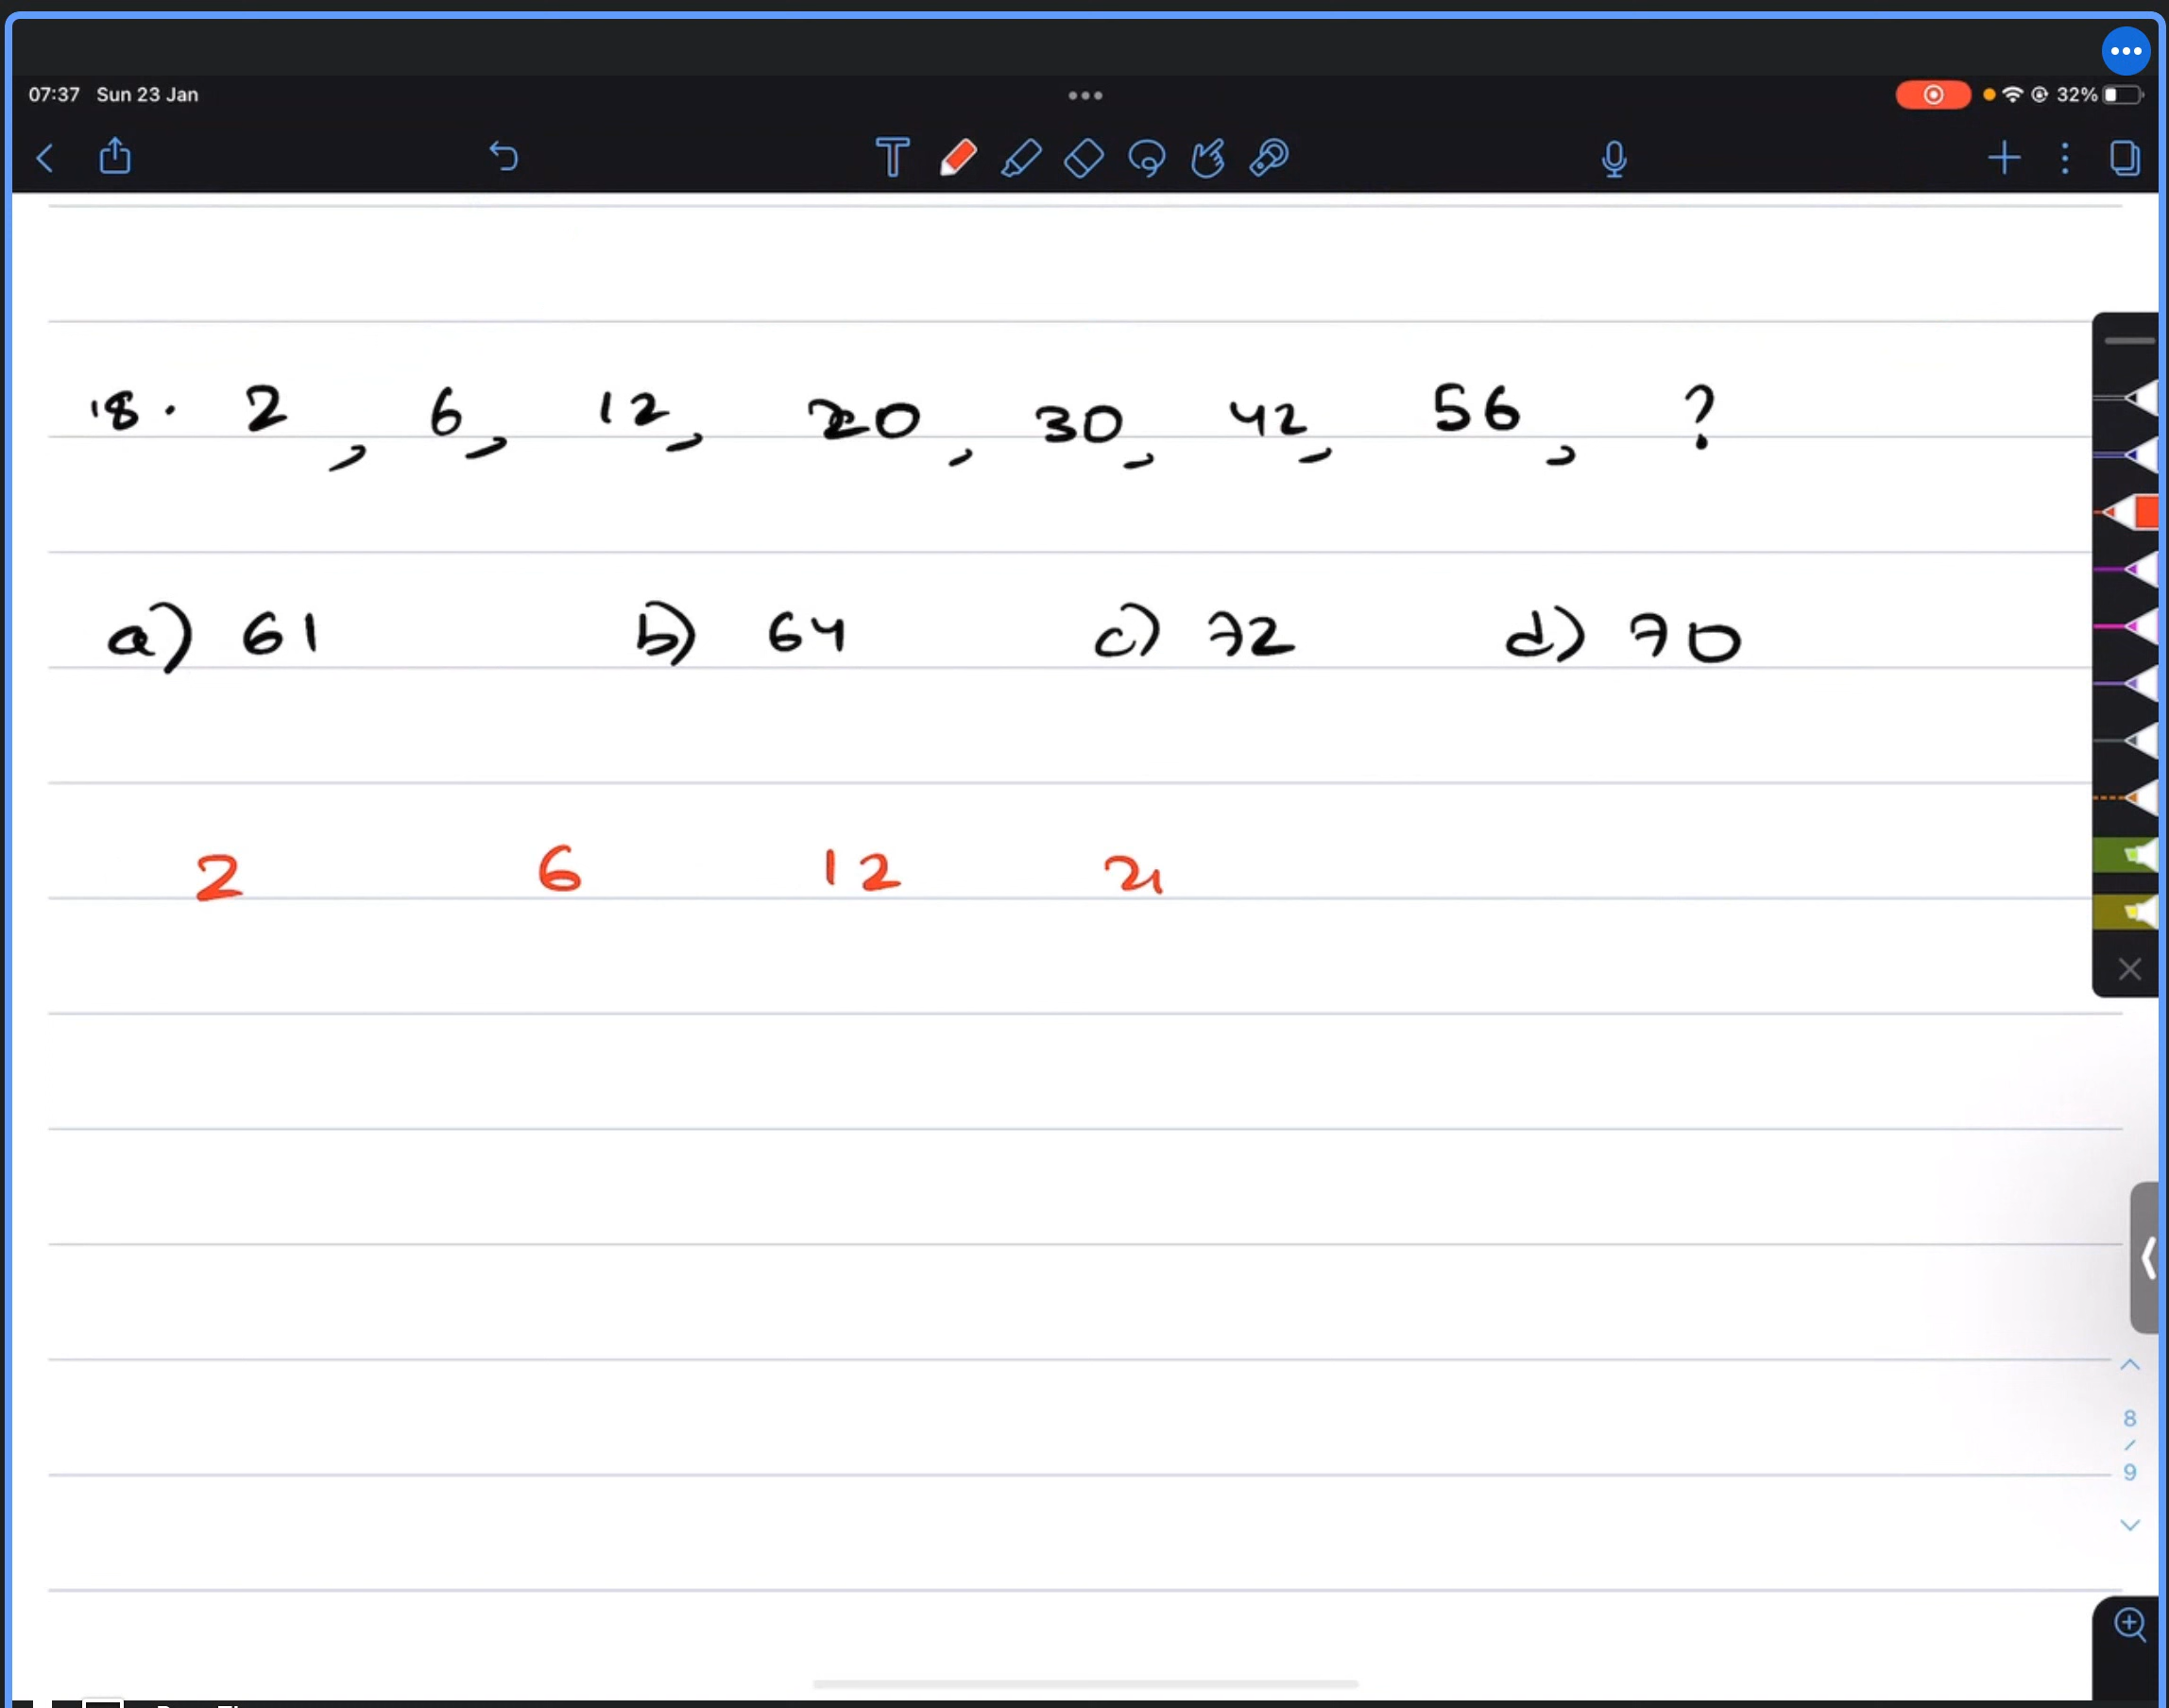 07:37 Sun 23 Jan
32%
18. 2, 6, 12, 20, 30, 42, 56, ?
a) 61 b) 64 c) 72 d) 70
2 6 12
8
/
9